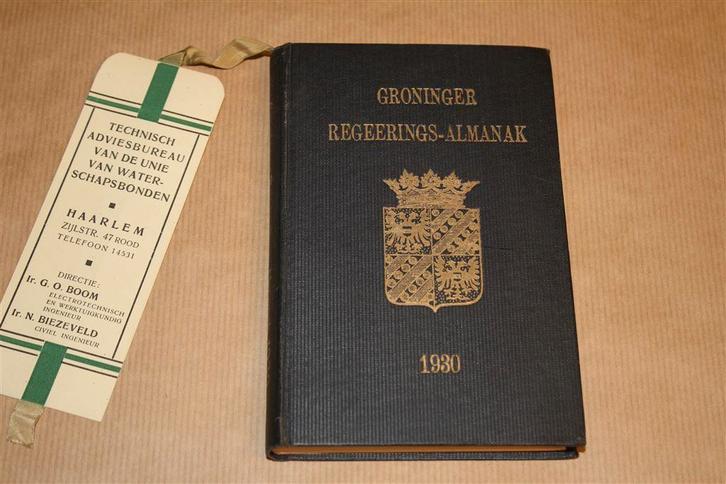 TECHNISCH
ADVIESBUREAU
VAN DE UNIE
VAN WATER-
SCHAPSBONDEN
HAARLEM
ZIJLSTR. 47 ROOD
TELEFOON 14531
DIRECTIE:
Ir. G. O. BOOM
ELECTROTECHNISCH
EN WERKTUIGKUNDIG
INGENIEUR
Ir. N. BIEZEVELD
CIVIEL INGENIEUR
GRONINGER
REGEERINGS-ALMANAK
1930